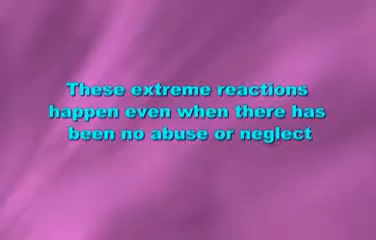 These extreme reactions
happen even when there has
been no abuse or neglect